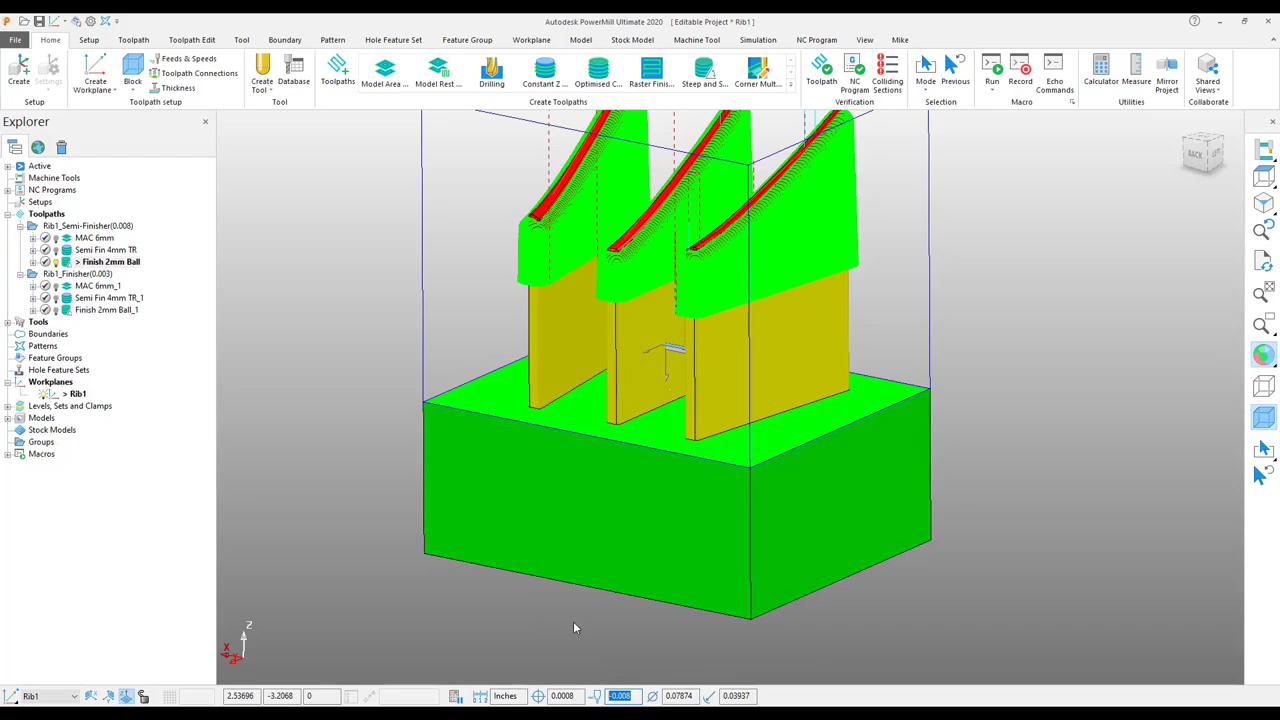 Autodesk PowerMill Ultimate 2020    [ Editable Project * Rib1 ]
File Home Setup Toolpath Toolpath Edit Tool Boundary Pattern Hole Feature Set Feature Group Workplane Model Stock Model Machine Tool Simulation NC Program View Mike
Create
Settings
Setup
Create Workplane
Block
Feeds & Speeds
Toolpath Connections
Thickness
Toolpath setup
Create Tool
Database
Tool
Toolpaths
Model Area ...
Model Rest ...
Drilling
Constant Z ...
Optimised C...
Raster Finis...
Steep and S...
Corner Mult...
Create Toolpaths
Toolpath
NC Program
Collided Sections
Verification
Mode
Previous
Selection
Run
Record
Echo Commands
Macro
Calculator
Measure
Mirror Project
Utilities
Shared Views
Collaborate
Explorer
Active
Machine Tools
NC Programs
Setups
Toolpaths
Rib1_Semi-Finisher(0.008)
MAC 6mm
Semi Fin 4mm TR
> Finish 2mm Ball
Rib1_Finisher(0.003)
MAC 6mm_1
Semi Fin 4mm TR_1
Finish 2mm Ball_1
Tools
Boundaries
Patterns
Feature Groups
Hole Feature Sets
Workplanes
> Rib1
Levels, Sets and Clamps
Models
Stock Models
Groups
Macros
BACK
Z
X
Rib1
2.53696
-3.2068
0
Inches
0.0008
-0.008
0.07874
0.03937